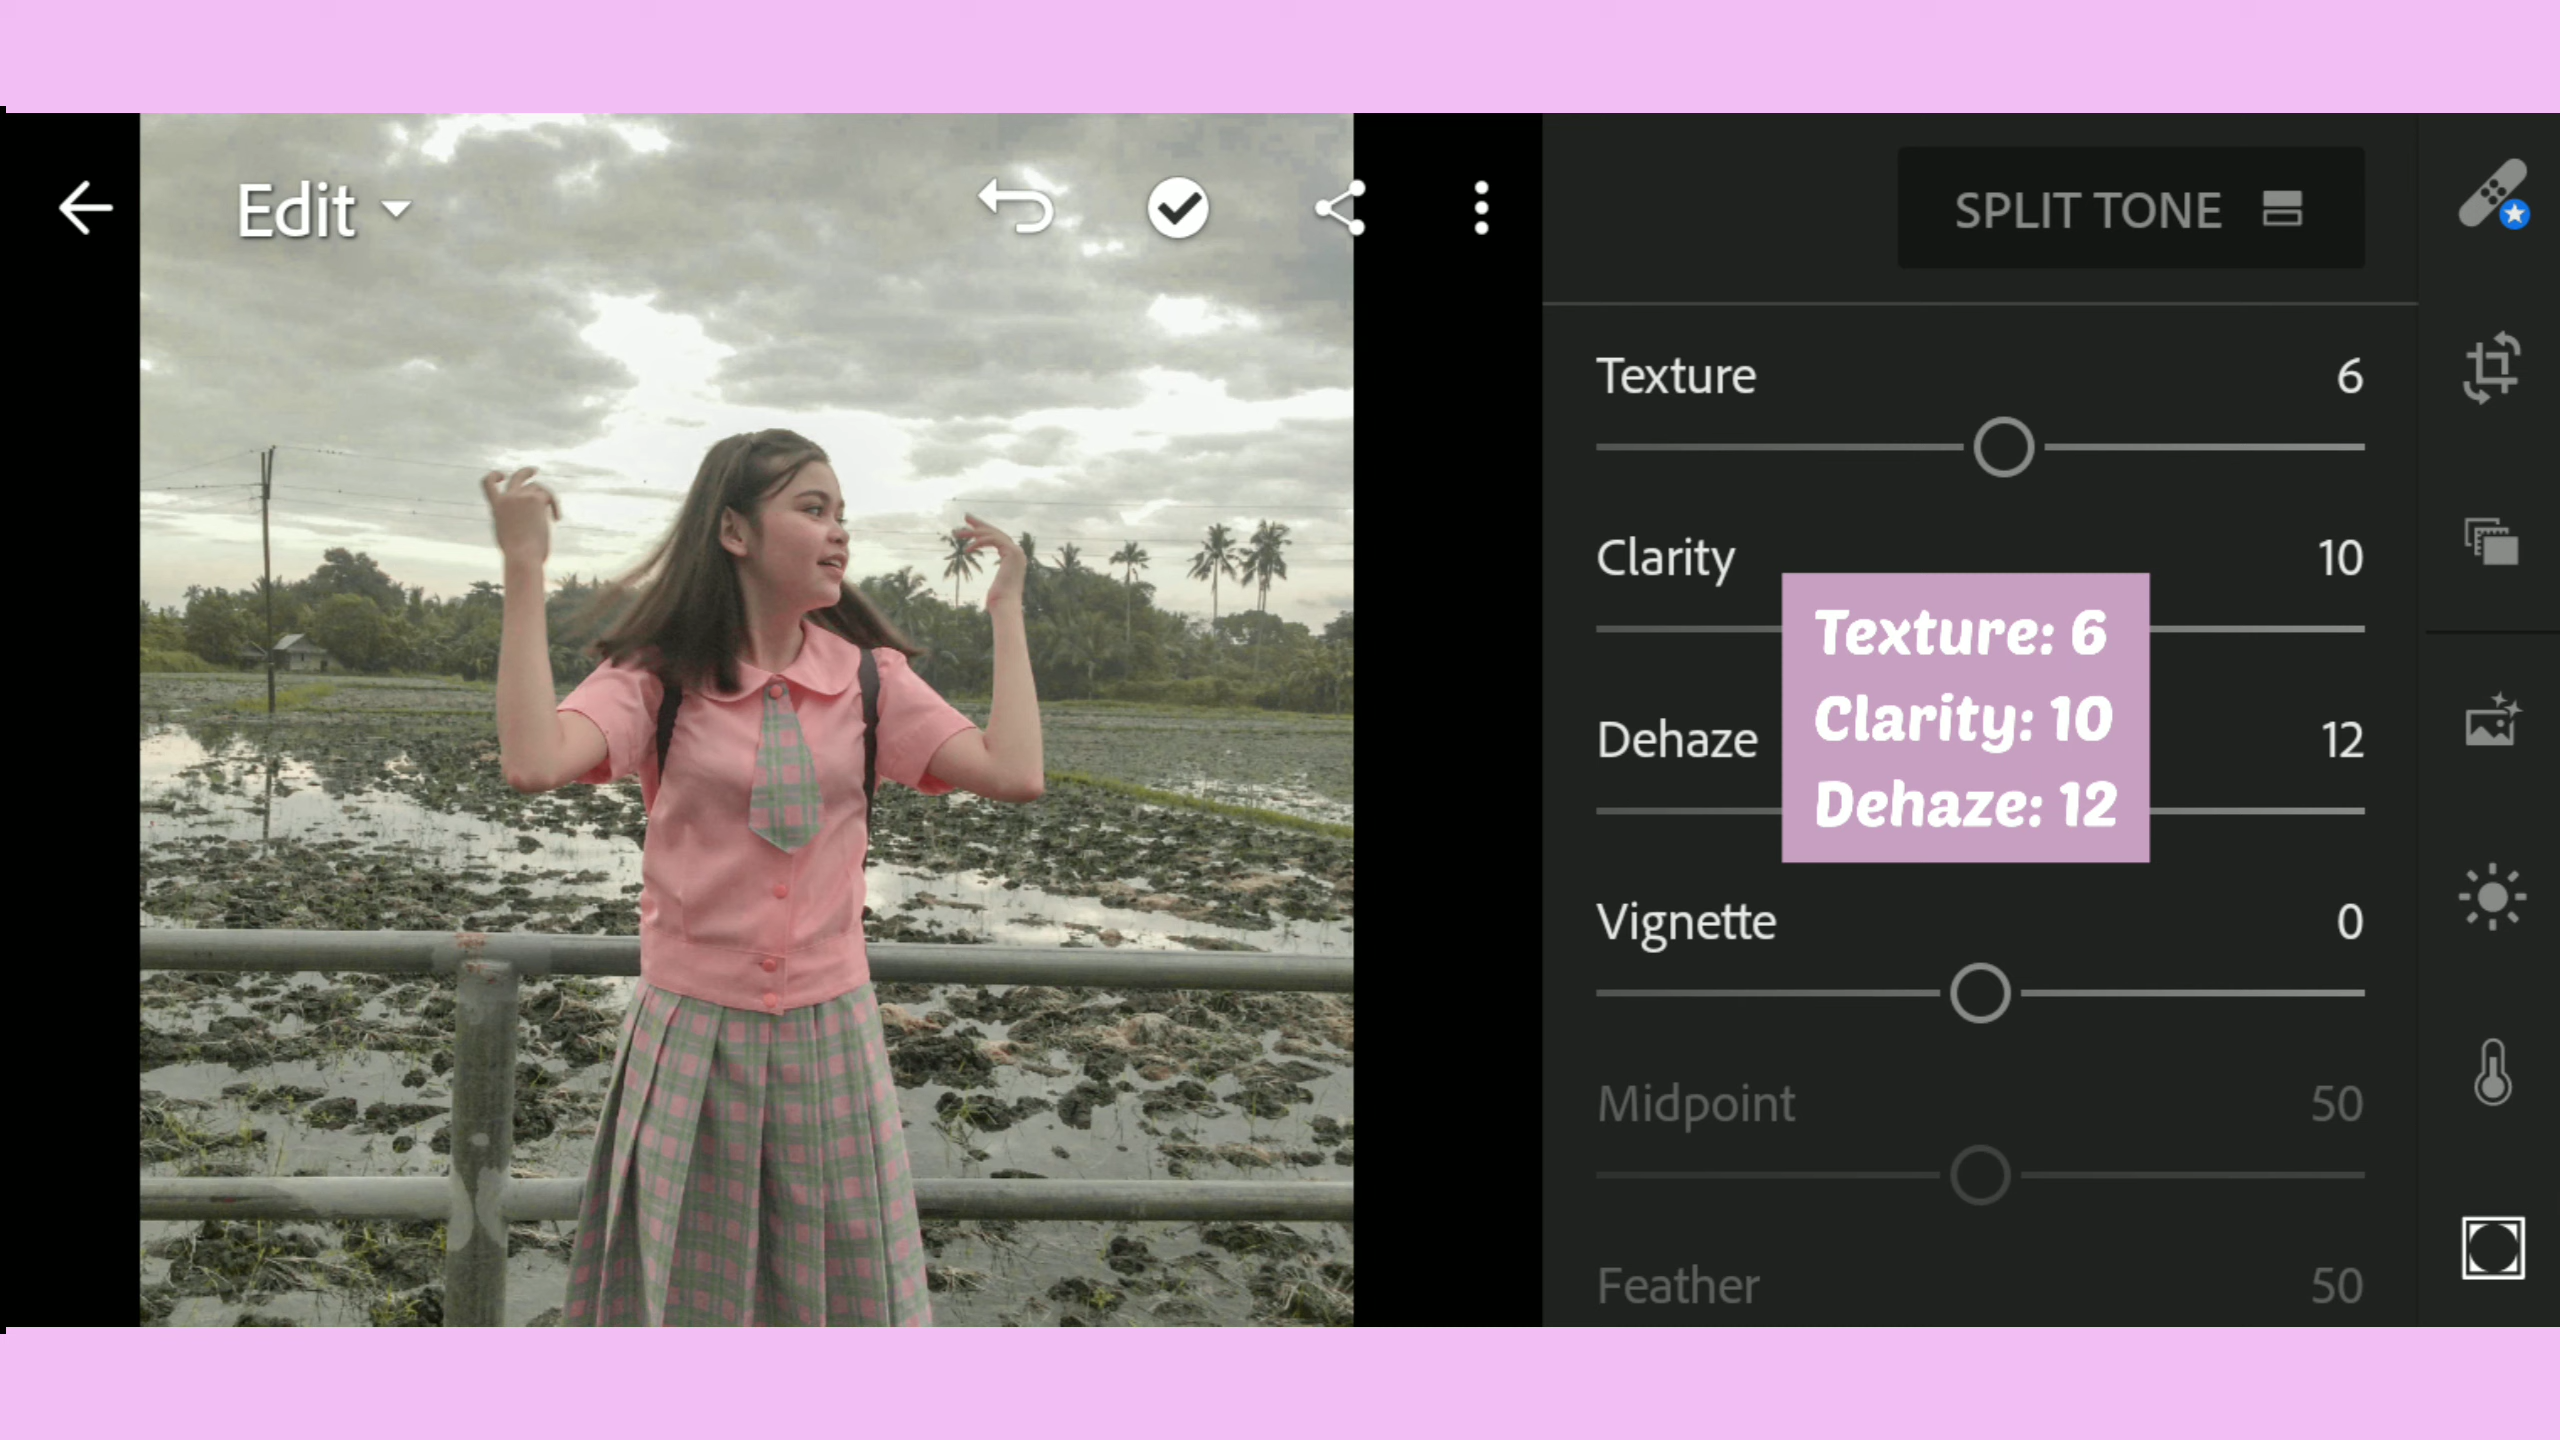 Edit
SPLIT TONE
Texture 6
Clarity 10
Texture: 6
Clarity: 10
Dehaze: 12
Dehaze 12
Vignette 0
Midpoint 50
Feather 50